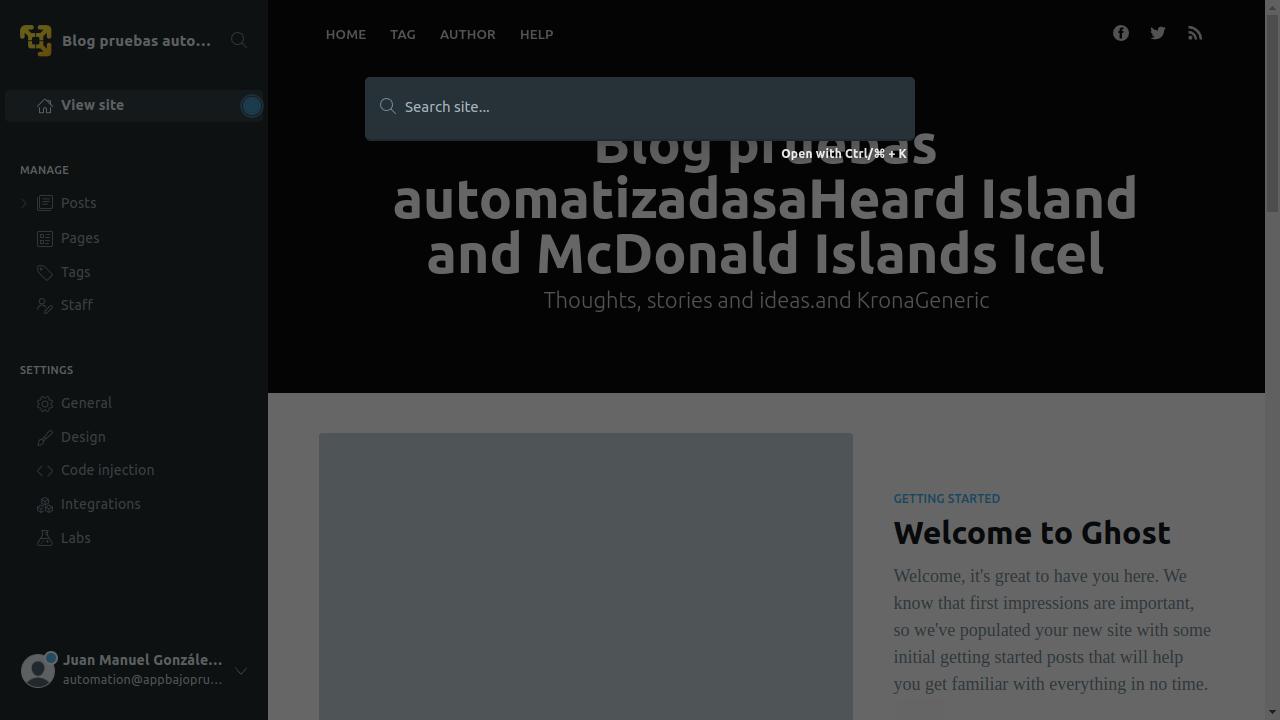 Blog pruebas auto…
View site
MANAGE
Posts
Pages
Tags
Staff
SETTINGS
General
Design
Code injection
Integrations
Labs
Juan Manuel Gonzále…
automation@appbajopru…
HOME TAG AUTHOR HELP
Search site...
Open with Ctrl/⌘ + K
Blog pruebas
automatizadasaHeard Island
and McDonald Islands Icel
Thoughts, stories and ideas.and KronaGeneric
GETTING STARTED
Welcome to Ghost
Welcome, it's great to have you here. We
know that first impressions are important,
so we've populated your new site with some
initial getting started posts that will help
you get familiar with everything in no time.